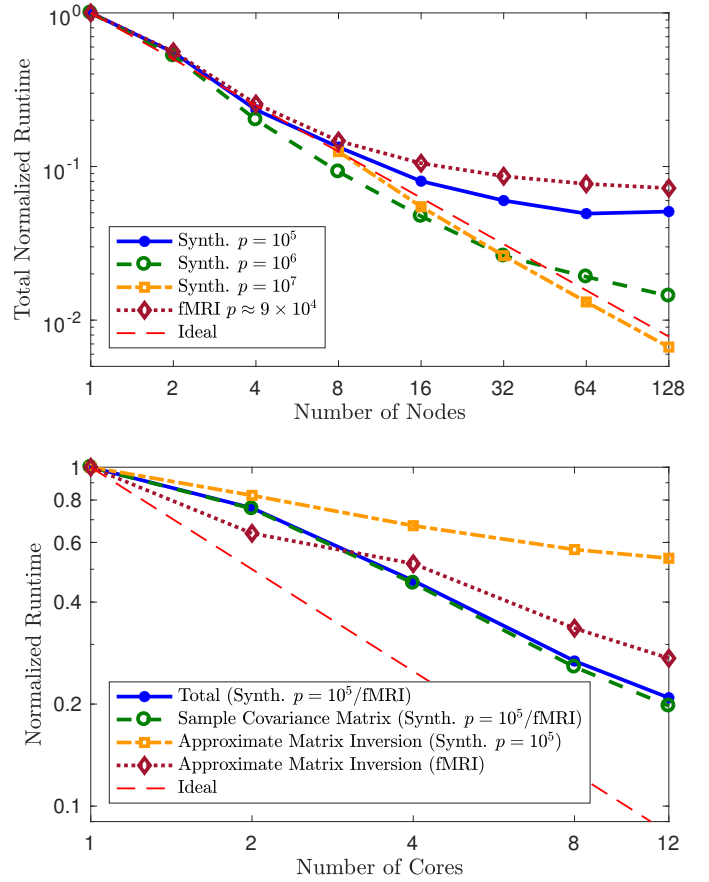 10^0
10^-1
10^-2
Total Normalized Runtime
Synth. p = 10^5
Synth. p = 10^6
Synth. p = 10^7
fMRI p ≈ 9 × 10^4
Ideal
1 2 4 8 16 32 64 128
Number of Nodes
1
0.8
0.6
0.4
0.2
0.1
Normalized Runtime
Total (Synth. p = 10^5/fMRI)
Sample Covariance Matrix (Synth. p = 10^5/fMRI)
Approximate Matrix Inversion (Synth. p = 10^5)
Approximate Matrix Inversion (fMRI)
Ideal
1 2 4 8 12
Number of Cores